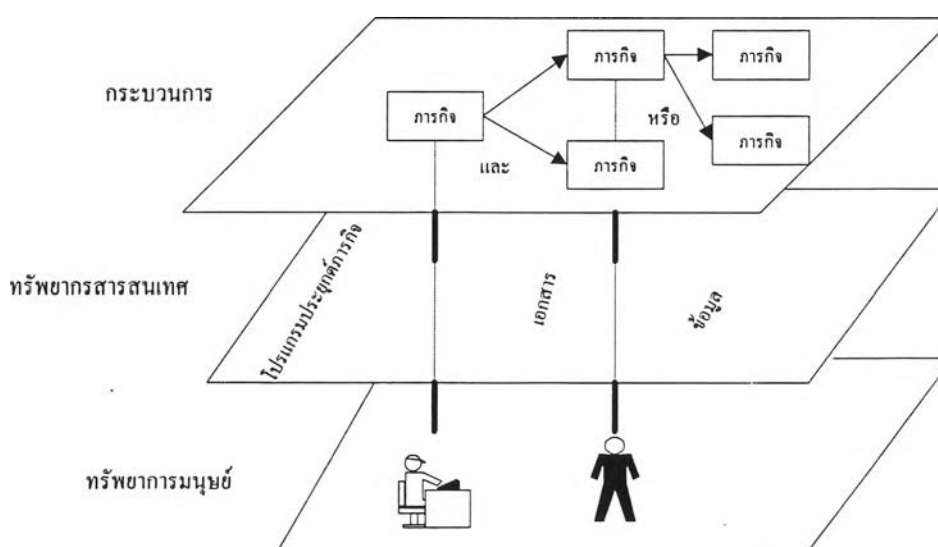 ภารกิจ
ภารกิจ
กระบวนการ
ภารกิจ
หรือ
ภารกิจ
และ
ภารกิจ
ทรัพยากรสารสนเทศ
โปรแกรมประยุกต์ภารกิจ
เอกสาร
ข้อมูล
ทรัพยาการมนุษย์